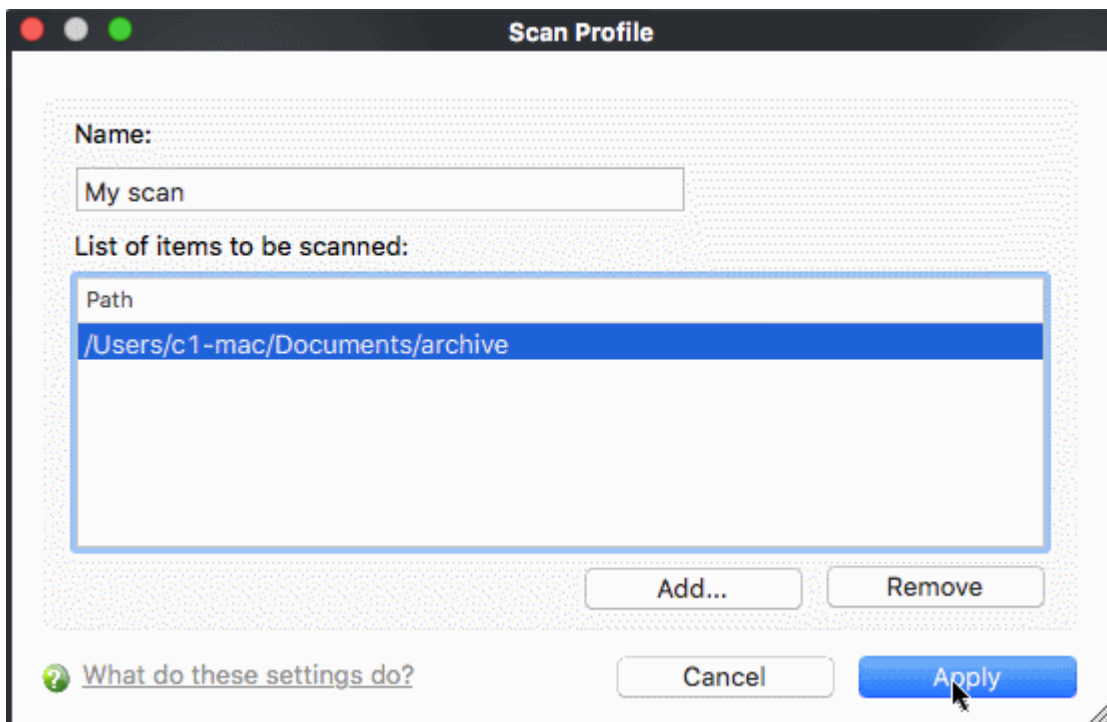 Scan Profile
Name:
My scan
List of items to be scanned:
Path
/Users/c1-mac/Documents/archive
Add...
Remove
What do these settings do?
Cancel
Apply